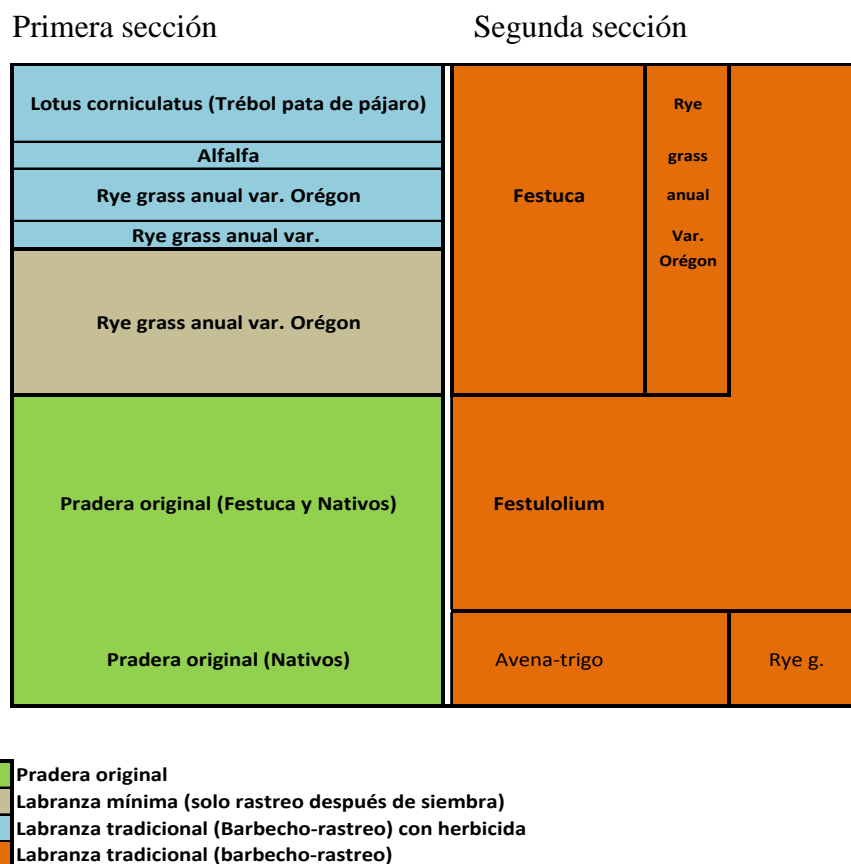 Primera sección
Segunda sección
Lotus corniculatus (Trébol pata de pájaro)
Alfalfa
Rye grass anual var. Orégon
Rye grass anual var.
Rye grass anual var. Orégon
Pradera original (Festuca y Nativos)
Pradera original (Nativos)
Festuca
Rye
grass
anual
Var.
Orégon
Festulolium
Avena-trigo
Rye g.
Pradera original
Labranza mínima (solo rastreo después de siembra)
Labranza tradicional (Barbecho-rastreo) con herbicida
Labranza tradicional (barbecho-rastreo)